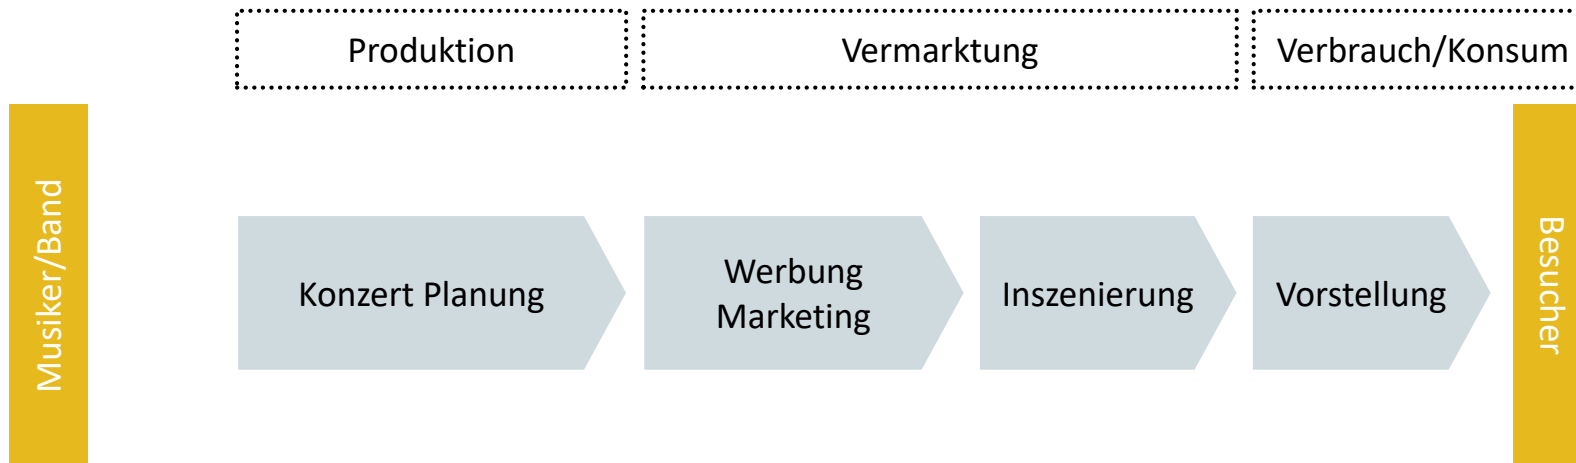 Produktion
Vermarktung
Verbrauch/Konsum
Musiker/Band
Konzert Planung
Werbung
Marketing
Inszenierung
Vorstellung
Besucher